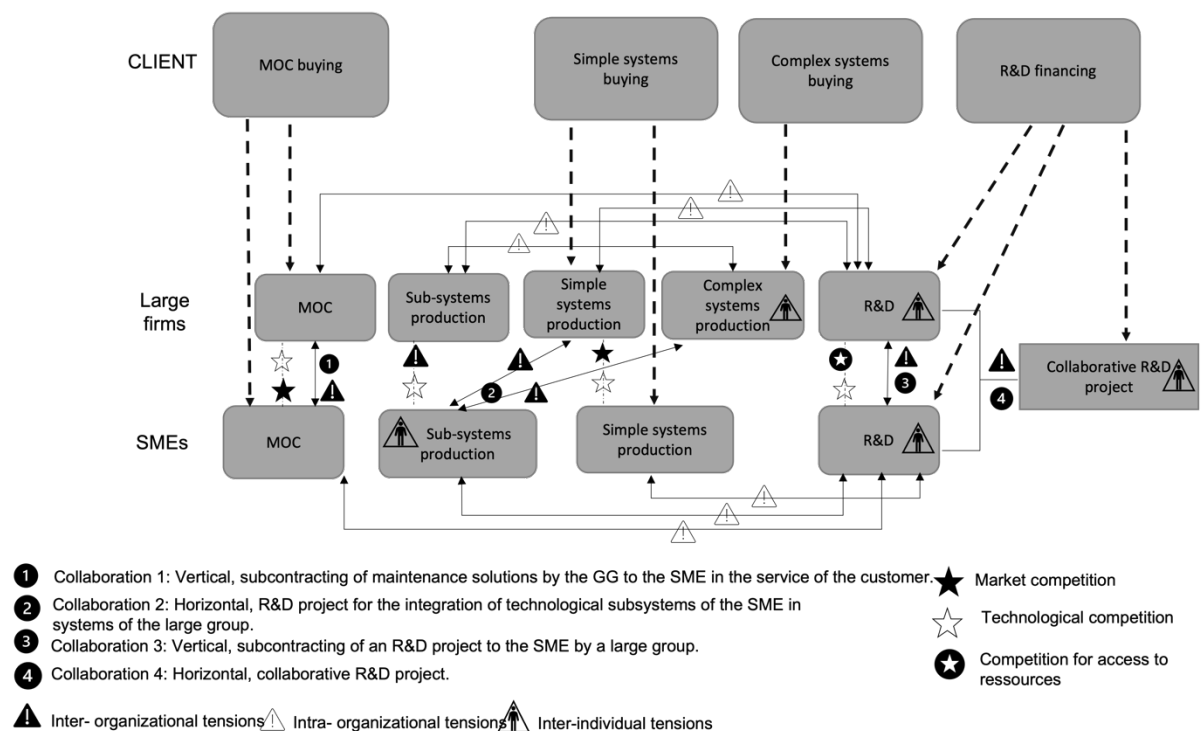 CLIENT
MOC buying
Simple systems
buying
Complex systems
buying
R&D financing
Large
firms
MOC
Sub-systems
production
Simple
systems
production
Complex
systems
production
R&D
1
2
3
4
Collaborative R&D
project
SMEs
MOC
Sub-systems
production
Simple systems
production
R&D
1 Collaboration 1: Vertical, subcontracting of maintenance solutions by the GG to the SME in the service of the customer.
2 Collaboration 2: Horizontal, R&D project for the integration of technological subsystems of the SME in
systems of the large group.
3 Collaboration 3: Vertical, subcontracting of an R&D project to the SME by a large group.
4 Collaboration 4: Horizontal, collaborative R&D project.
Market competition
Technological competition
Competition for access to
ressources
Inter- organizational tensions
Intra- organizational tensions
Inter-individual tensions